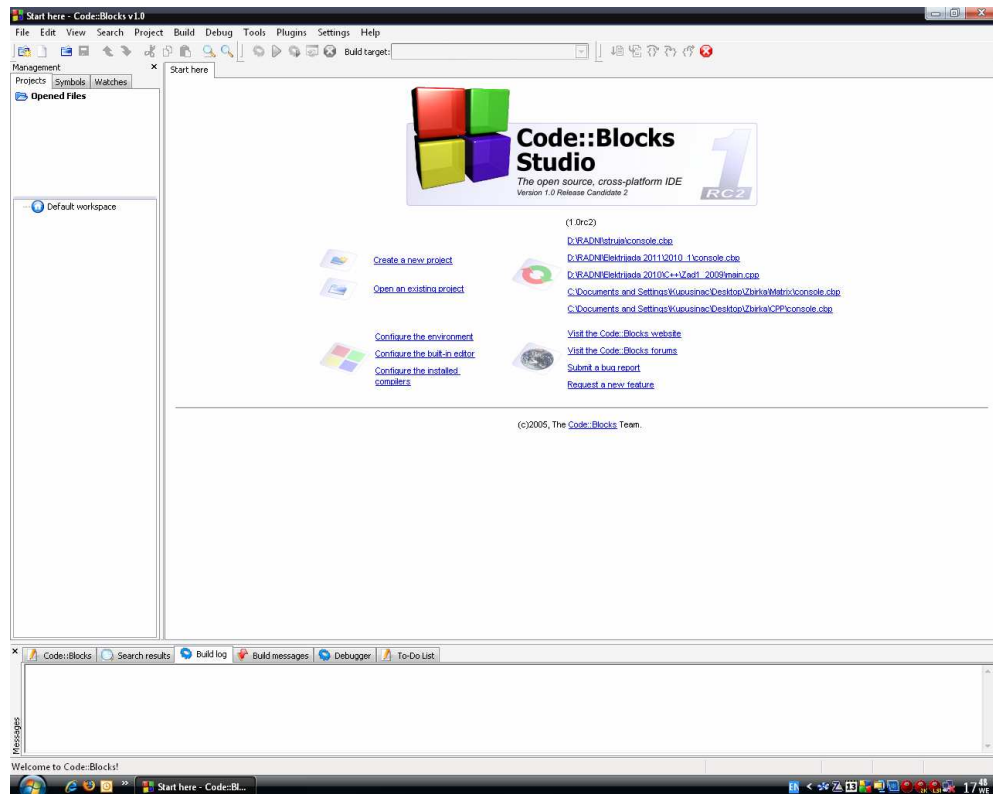 Start here - Code::Blocks v1.0
File Edit View Search Project Build Debug Tools Plugins Settings Help
Build target:
Management
Start here
Projects Symbols Watches
Opened Files
Default workspace
Code::Blocks
Studio
The open source, cross-platform IDE
Version 1.0 Release Candidate 2
1
RC2
(1.0rc2)
D:\RADNI\struja\console.cbp
D:\RADNI\Elektrijada 2011\2010_1\console.cbp
D:\RADNI\Elektrijada 2010\C++\Zad1_2009\main.cpp
C:\Documents and Settings\Kupusinac\Desktop\Zbirka\Matrix\console.cbp
C:\Documents and Settings\Kupusinac\Desktop\Zbirka\CPP\console.cbp
Create a new project
Open an existing project
Configure the environment
Configure the built-in editor
Configure the installed
compilers
Visit the Code::Blocks website
Visit the Code::Blocks forums
Submit a bug report
Request a new feature
(c)2005, The Code::Blocks Team.
Code::Blocks Search results Build log Build messages Debugger To-Do List
Messages
Welcome to Code::Blocks!
Start here - Code::Bl...
EN
17 48
WE